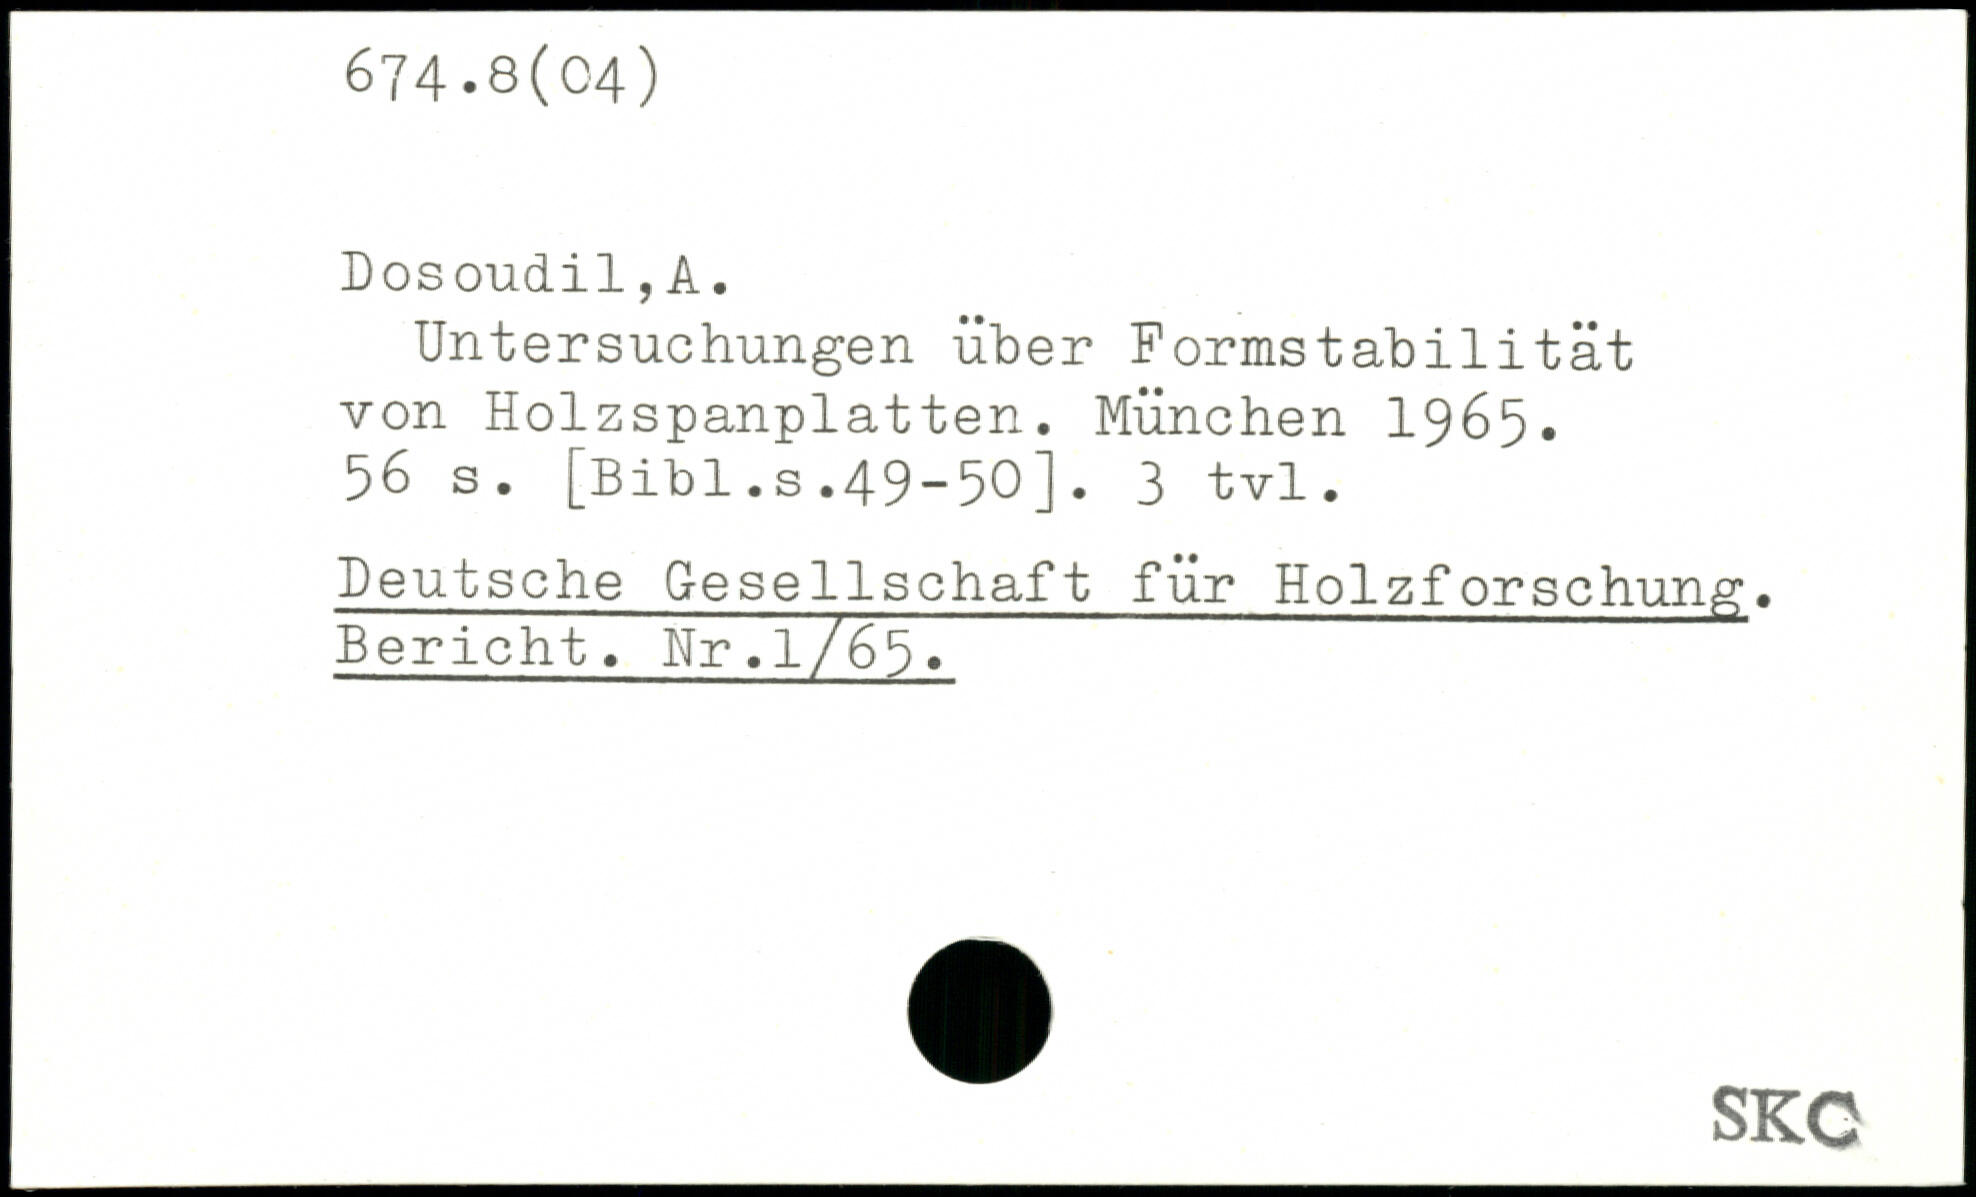 674.8(04)
Dosoudil,A.
Untersuchungen über Formstabilität
von Holzspanplatten. München 1965.
56 s. [Bibl.s.49-50]. 3 tvl.
Deutsche Gesellschaft für Holzforschung.
Bericht. Nr.1/65.
SKC